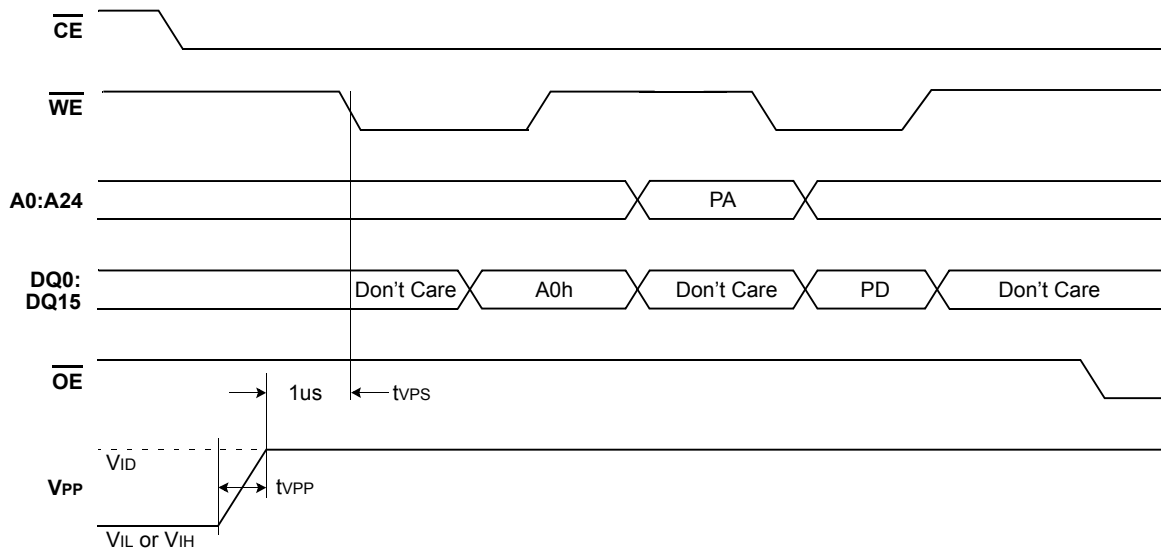 CE
WE
A0:A24
PA
DQ0:
DQ15
Don't Care
A0h
Don't Care
PD
Don't Care
OE
1us
tVPS
VID
VPP
tVPP
VIL or VIH